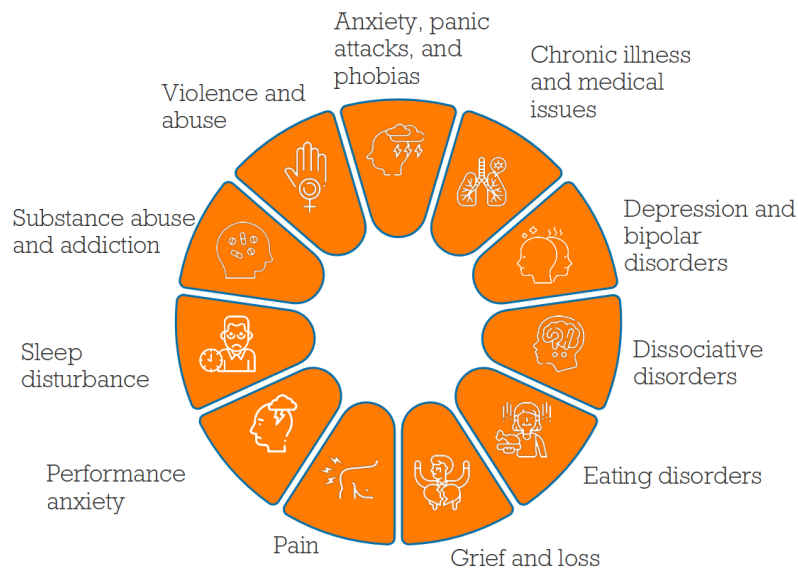 Anxiety, panic
attacks, and
phobias
Chronic illness
and medical
issues
Depression and
bipolar
disorders
Dissociative
disorders
Eating disorders
Grief and loss
Pain
Performance
anxiety
Sleep
disturbance
Substance abuse
and addiction
Violence and
abuse